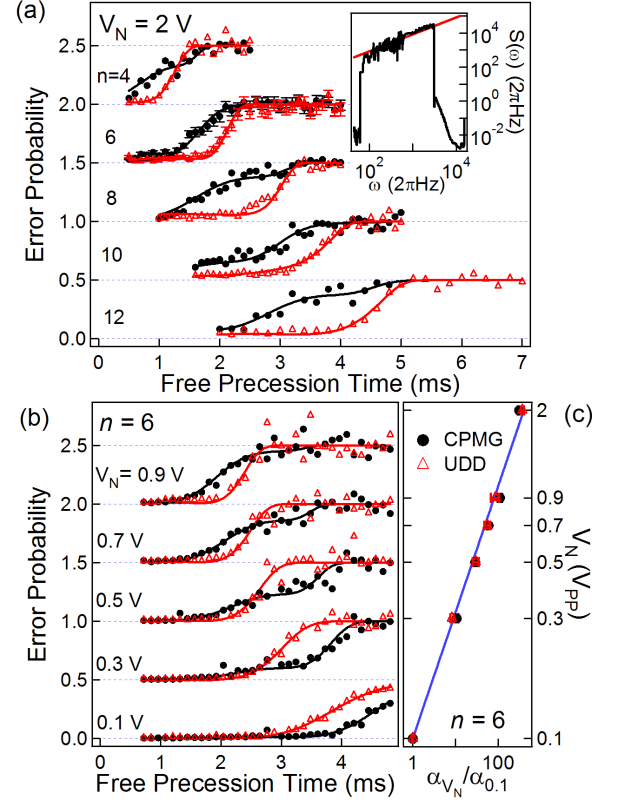 (a)
V_N = 2 V
n=4
6
8
10
12
2.5
2.0
1.5
1.0
0.5
0.0
Error Probability
0 1 2 3 4 5 6 7
Free Precession Time (ms)
10^4
10^2
10^0
10^-2
S(ω) (2πHz)
10^2 10^4
ω (2πHz)
(b)
n = 6
V_N= 0.9 V
0.7 V
0.5 V
0.3 V
0.1 V
2.5
2.0
1.5
1.0
0.5
0.0
Error Probability
0 1 2 3 4
Free Precession Time (ms)
(c)
CPMG
UDD
n = 6
2
0.9
0.7
0.5
0.3
0.1
V_N (V_PP)
1 10 100
α_V_N/α_0.1